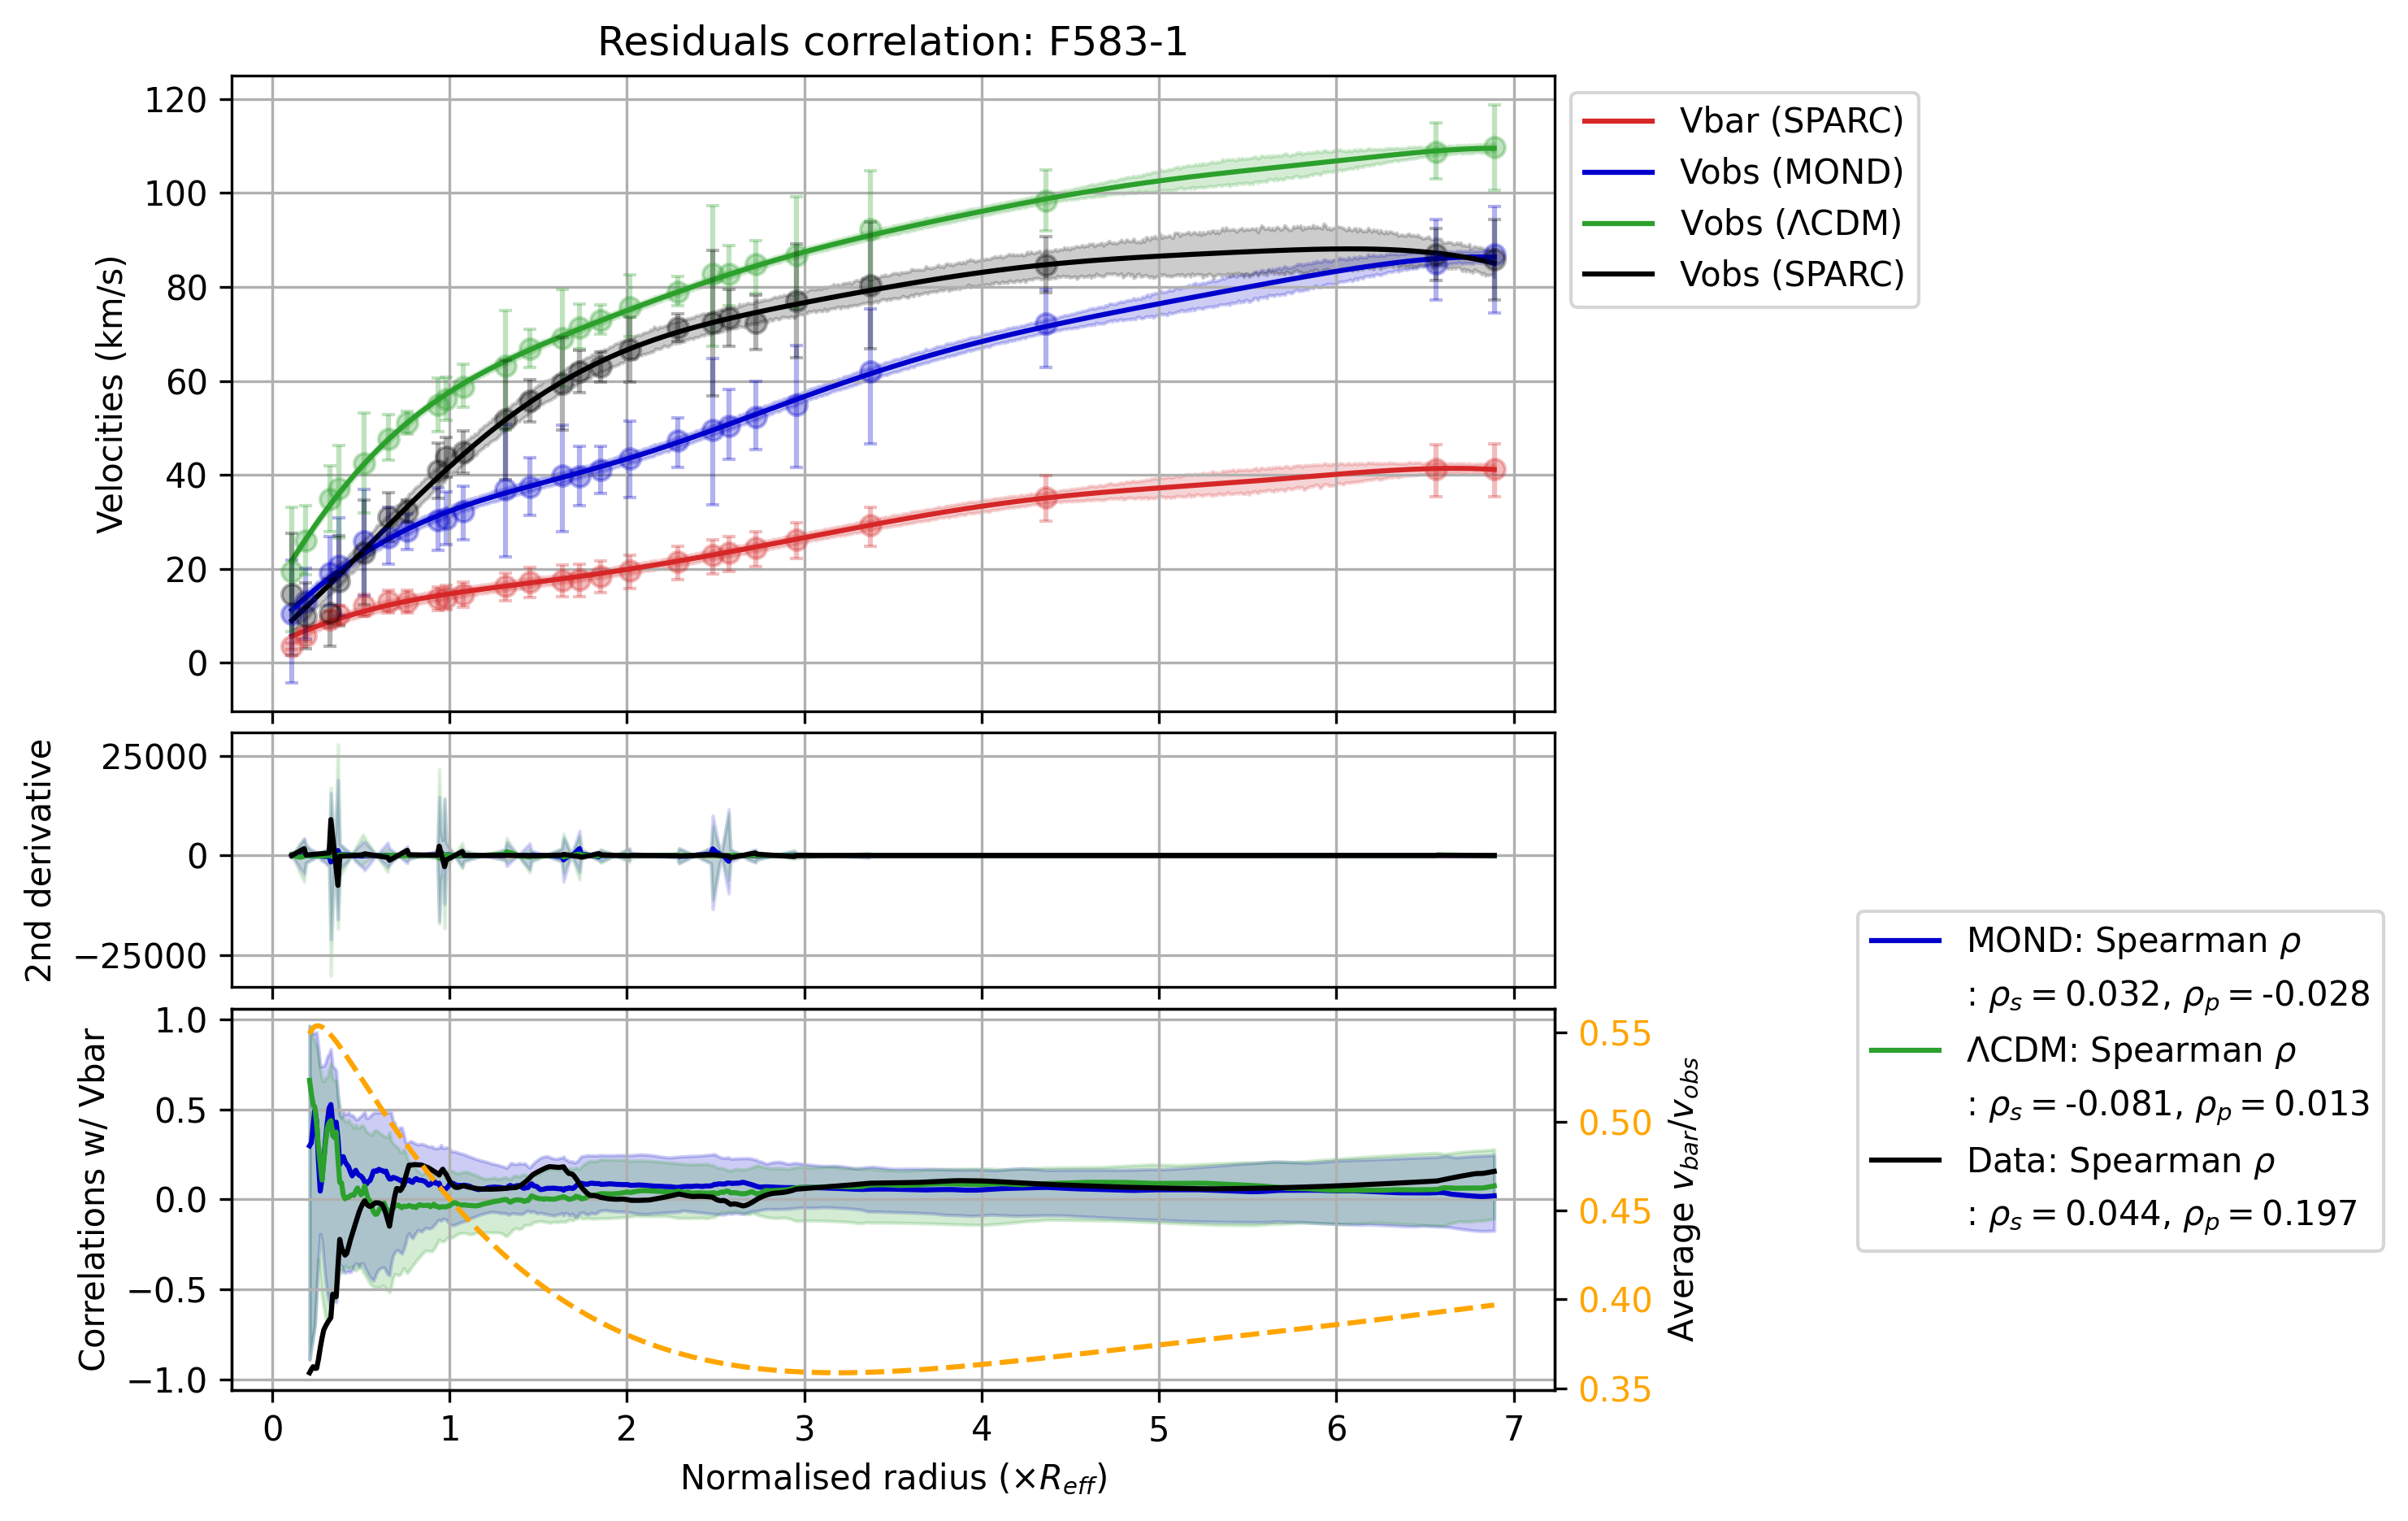 Residuals correlation: F583-1
120
100
80
60
40
20
0
Velocities (km/s)
Vbar (SPARC)
Vobs (MOND)
Vobs (ΛCDM)
Vobs (SPARC)
25000
0
−25000
2nd derivative
1.0
0.5
0.0
−0.5
−1.0
Correlations w/ Vbar
0.55
0.50
0.45
0.40
0.35
Average v_bar/v_obs
MOND: Spearman ρ
: ρ_s = 0.032, ρ_p = -0.028
ΛCDM: Spearman ρ
: ρ_s = -0.081, ρ_p = 0.013
Data: Spearman ρ
: ρ_s = 0.044, ρ_p = 0.197
0 1 2 3 4 5 6 7
Normalised radius (×R_eff)